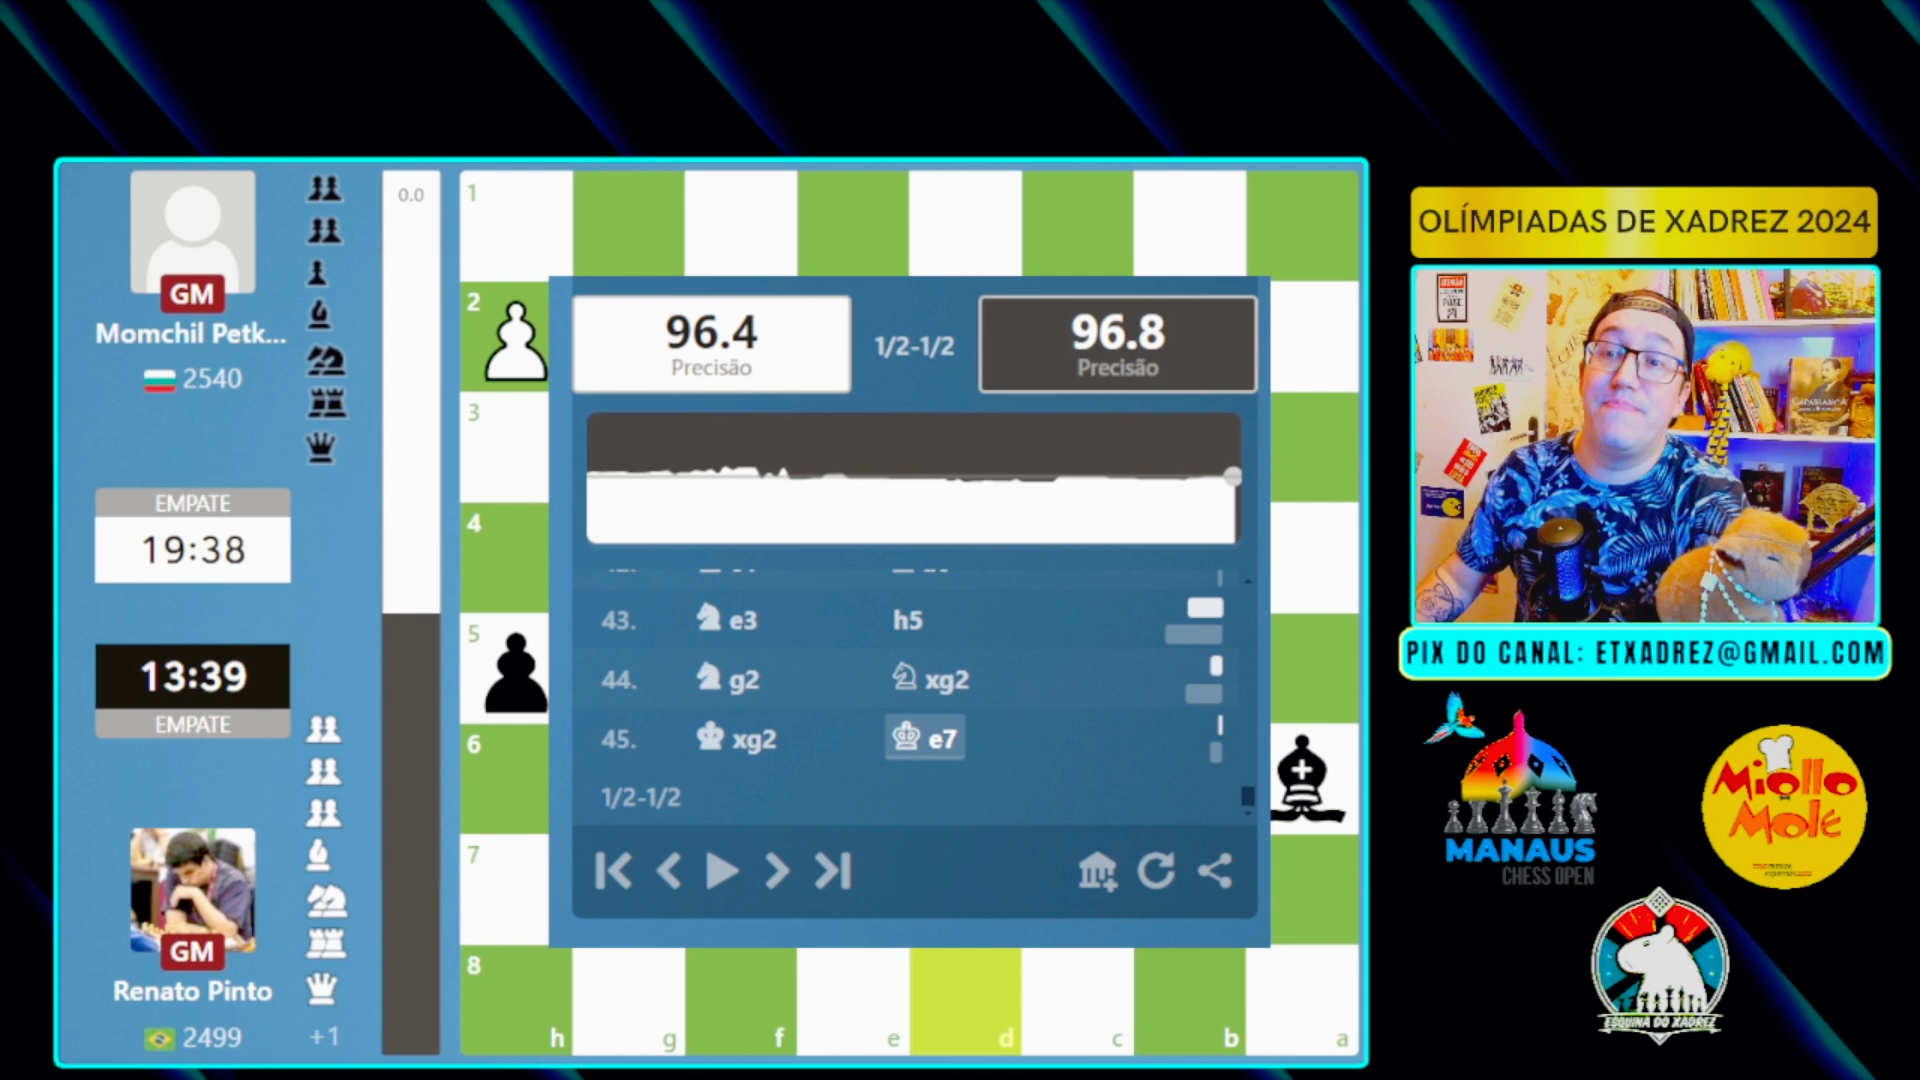 GM
Momchil Petk...
2540
EMPATE
19:38
13:39
EMPATE
GM
Renato Pinto
2499
+1
0.0
1
2
3
4
5
6
7
8
h g f e d c b a
96.4
Precisão
1/2-1/2
96.8
Precisão
43. e3 h5
44. g2 xg2
45. xg2 e7
1/2-1/2
OLÍMPIADAS DE XADREZ 2024
CAPABLANCA
PIX DO CANAL: ETXADREZ@GMAIL.COM
MANAUS
CHESS OPEN
Miollo
Mole
ESQUINA DO XADREZ